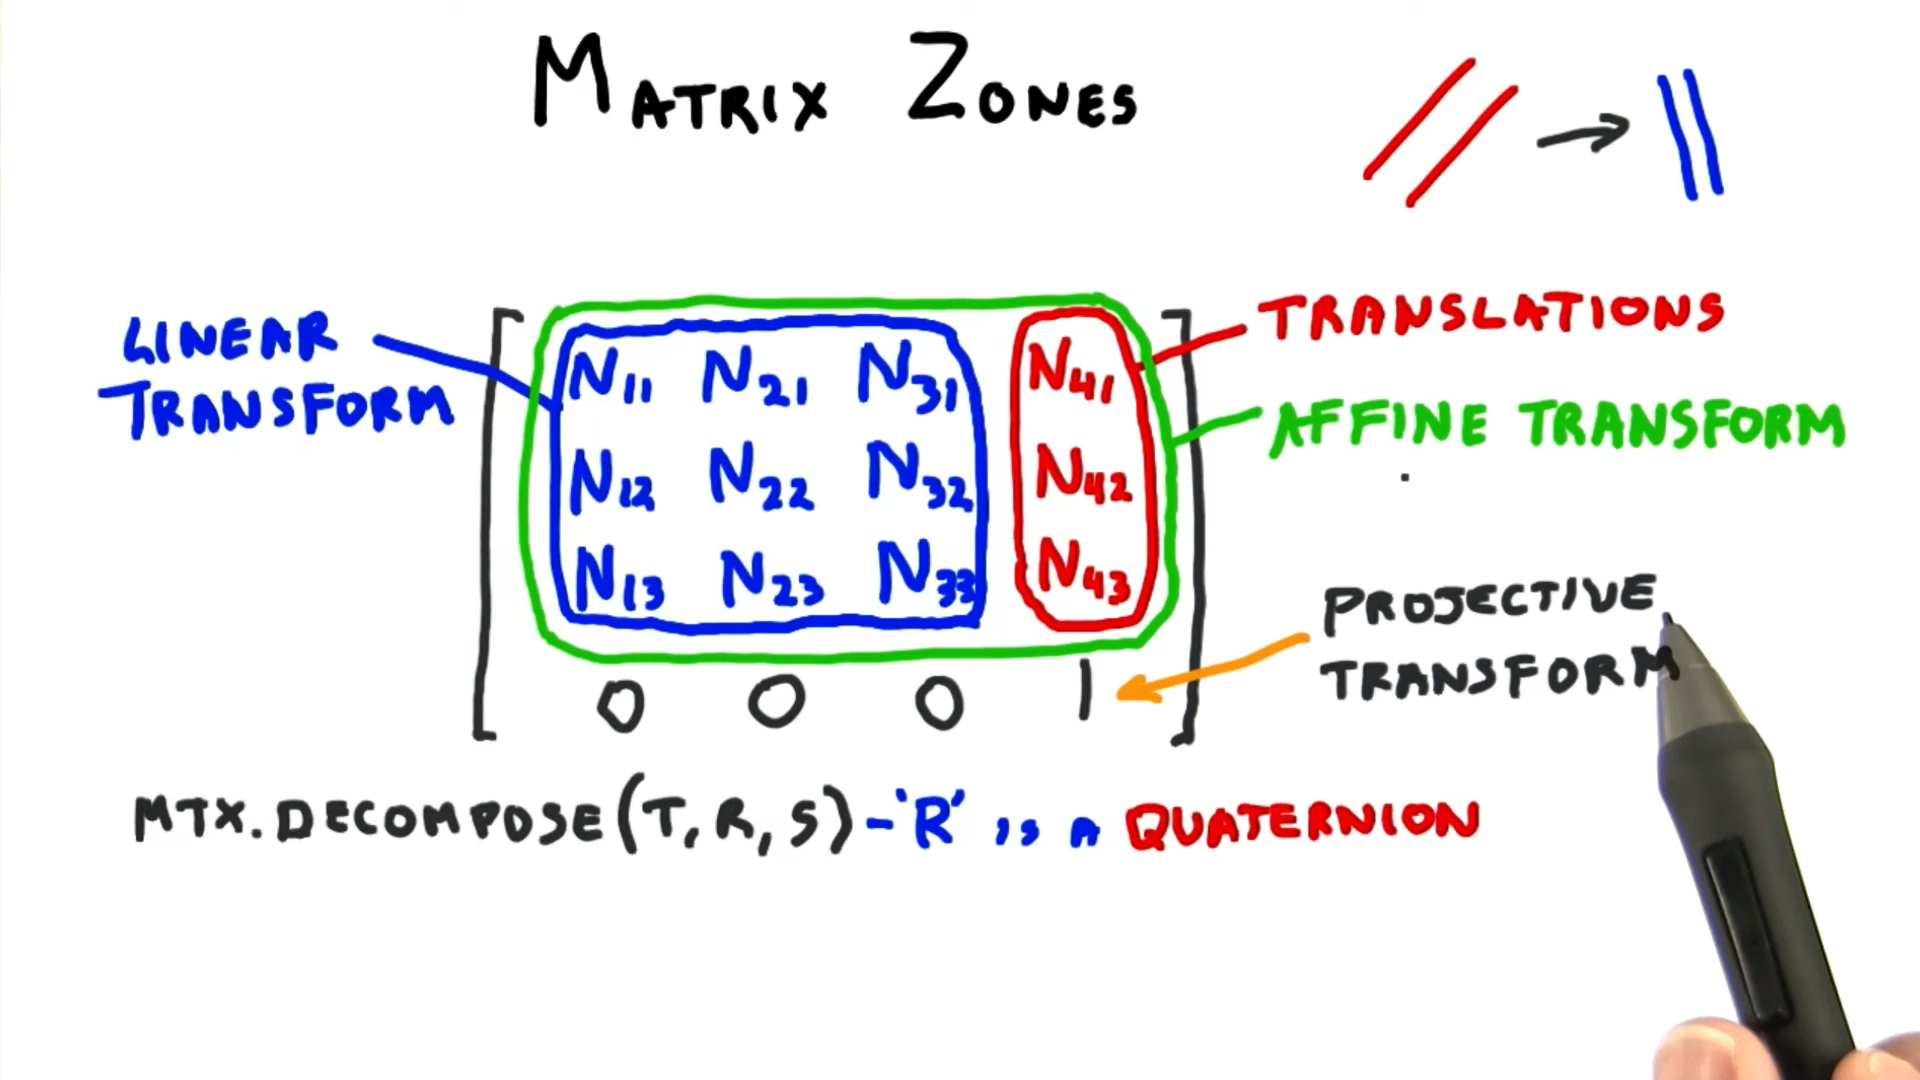 MATRIX ZONES
LINEAR
TRANSFORM
N11 N21 N31 N41
N12 N22 N32 N42
N13 N23 N33 N43
0 0 0 1
TRANSLATIONS
AFFINE TRANSFORM
PROJECTIVE
TRANSFORM
MTX.DECOMPOSE(T,R,S)-'R' is A QUATERNION